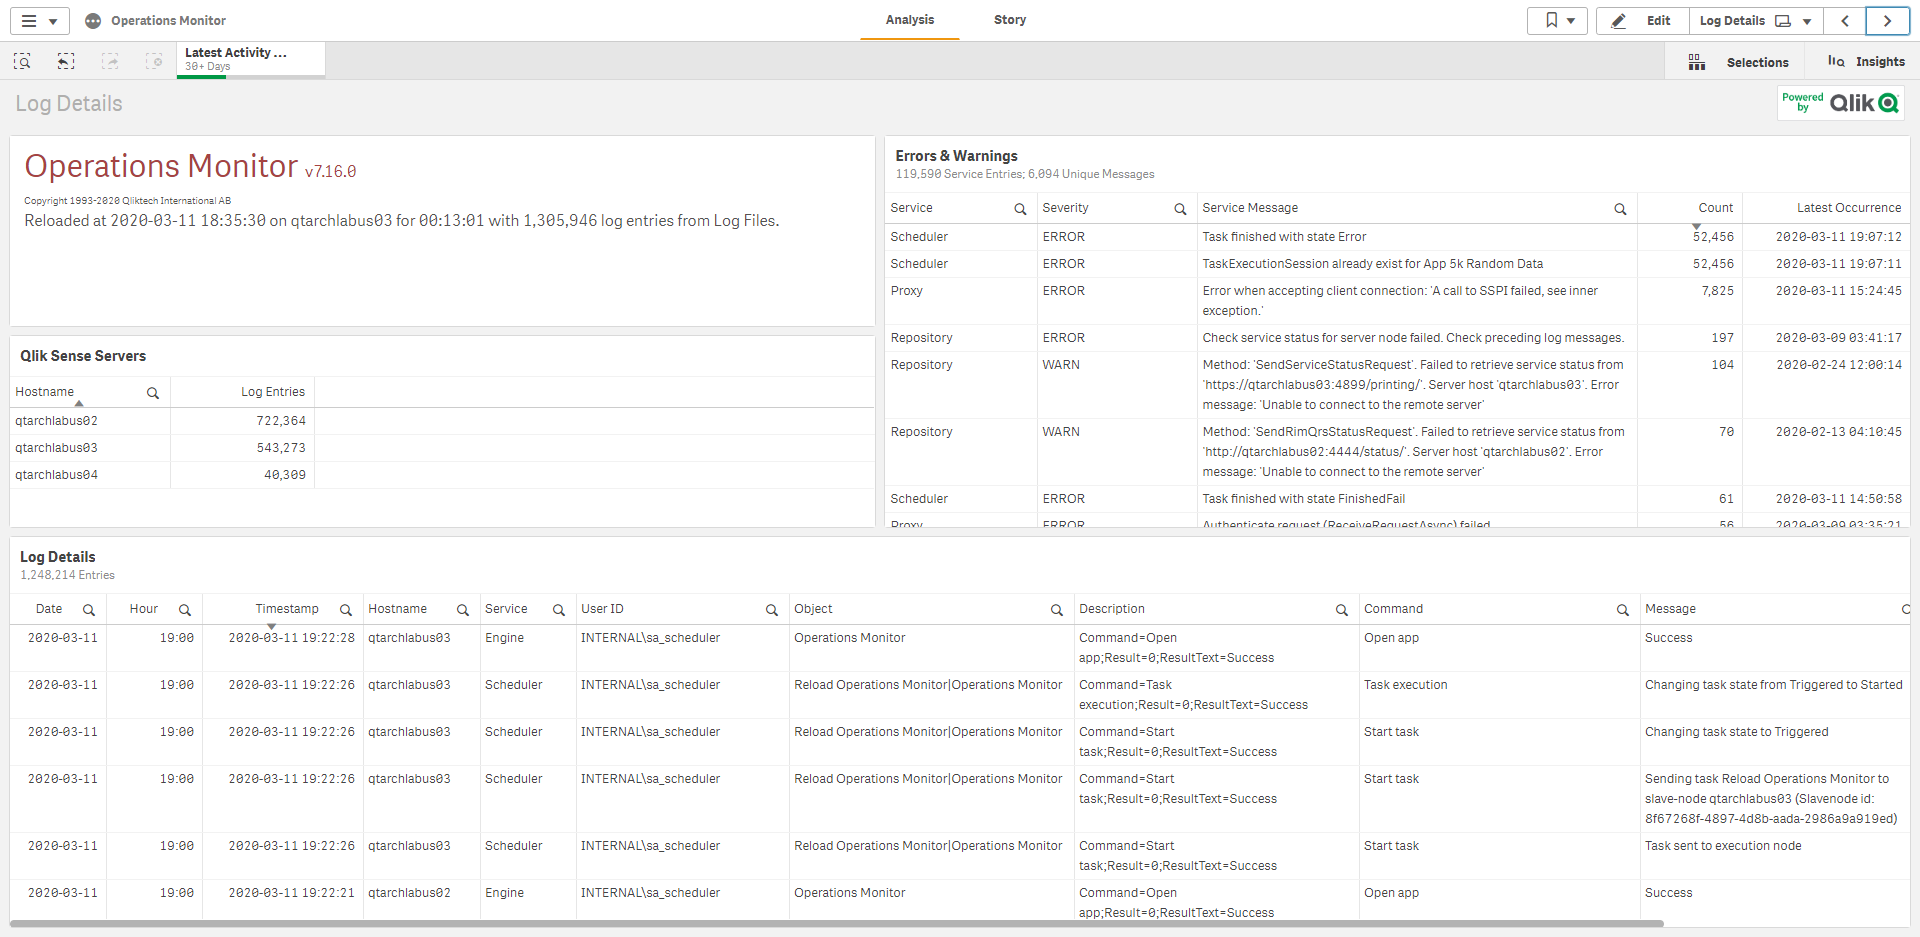 Operations Monitor
Analysis
Story
Edit
Log Details
Latest Activity ...
30+ Days
Selections
Insights
Log Details
Powered by Qlik
Operations Monitor v7.16.0
Copyright 1993-2020 Qliktech International AB
Reloaded at 2020-03-11 18:35:30 on qtarchlabus03 for 00:13:01 with 1,305,946 log entries from Log Files.
Errors & Warnings
119,590 Service Entries; 6,094 Unique Messages
Service Severity Service Message Count Latest Occurrence
Scheduler ERROR Task finished with state Error 52,456 2020-03-11 19:07:12
Scheduler ERROR TaskExecutionSession already exist for App 5k Random Data 52,456 2020-03-11 19:07:11
Proxy ERROR Error when accepting client connection: 'A call to SSPI failed, see inner 7,825 2020-03-11 15:24:45
exception.'
Repository ERROR Check service status for server node failed. Check preceding log messages. 197 2020-03-09 03:41:17
Repository WARN Method: 'SendServiceStatusRequest'. Failed to retrieve service status from 104 2020-02-24 12:00:14
'https://qtarchlabus03:4899/printing/'. Server host 'qtarchlabus03'. Error
message: 'Unable to connect to the remote server'
Repository WARN Method: 'SendRimQrsStatusRequest'. Failed to retrieve service status from 70 2020-02-13 04:10:45
'http://qtarchlabus02:4444/status/'. Server host 'qtarchlabus02'. Error
message: 'Unable to connect to the remote server'
Scheduler ERROR Task finished with state FinishedFail 61 2020-03-11 14:50:58
Proxy ERROR Authenticate request (ReceiveRequestAsync) failed 56 2020-03-09 03:35:21
Qlik Sense Servers
Hostname Log Entries
qtarchlabus02 722,364
qtarchlabus03 543,273
qtarchlabus04 40,309
Log Details
1,248,214 Entries
Date Hour Timestamp Hostname Service User ID Object Description Command Message
2020-03-11 19:00 2020-03-11 19:22:28 qtarchlabus03 Engine INTERNAL\sa_scheduler Operations Monitor Command=Open Open app Success
app;Result=0;ResultText=Success
2020-03-11 19:00 2020-03-11 19:22:26 qtarchlabus03 Scheduler INTERNAL\sa_scheduler Reload Operations Monitor|Operations Monitor Command=Task Task execution Changing task state from Triggered to Started
execution;Result=0;ResultText=Success
2020-03-11 19:00 2020-03-11 19:22:26 qtarchlabus03 Scheduler INTERNAL\sa_scheduler Reload Operations Monitor|Operations Monitor Command=Start Start task Changing task state to Triggered
task;Result=0;ResultText=Success
2020-03-11 19:00 2020-03-11 19:22:26 qtarchlabus03 Scheduler INTERNAL\sa_scheduler Reload Operations Monitor|Operations Monitor Command=Start Start task Sending task Reload Operations Monitor to
task;Result=0;ResultText=Success slave-node qtarchlabus03 (Slavenode id:
8f67268f-4897-4d8b-aada-2986a9a919ed)
2020-03-11 19:00 2020-03-11 19:22:26 qtarchlabus03 Scheduler INTERNAL\sa_scheduler Reload Operations Monitor|Operations Monitor Command=Start Start task Task sent to execution node
task;Result=0;ResultText=Success
2020-03-11 19:00 2020-03-11 19:22:21 qtarchlabus02 Engine INTERNAL\sa_scheduler Operations Monitor Command=Open Open app Success
app;Result=0;ResultText=Success